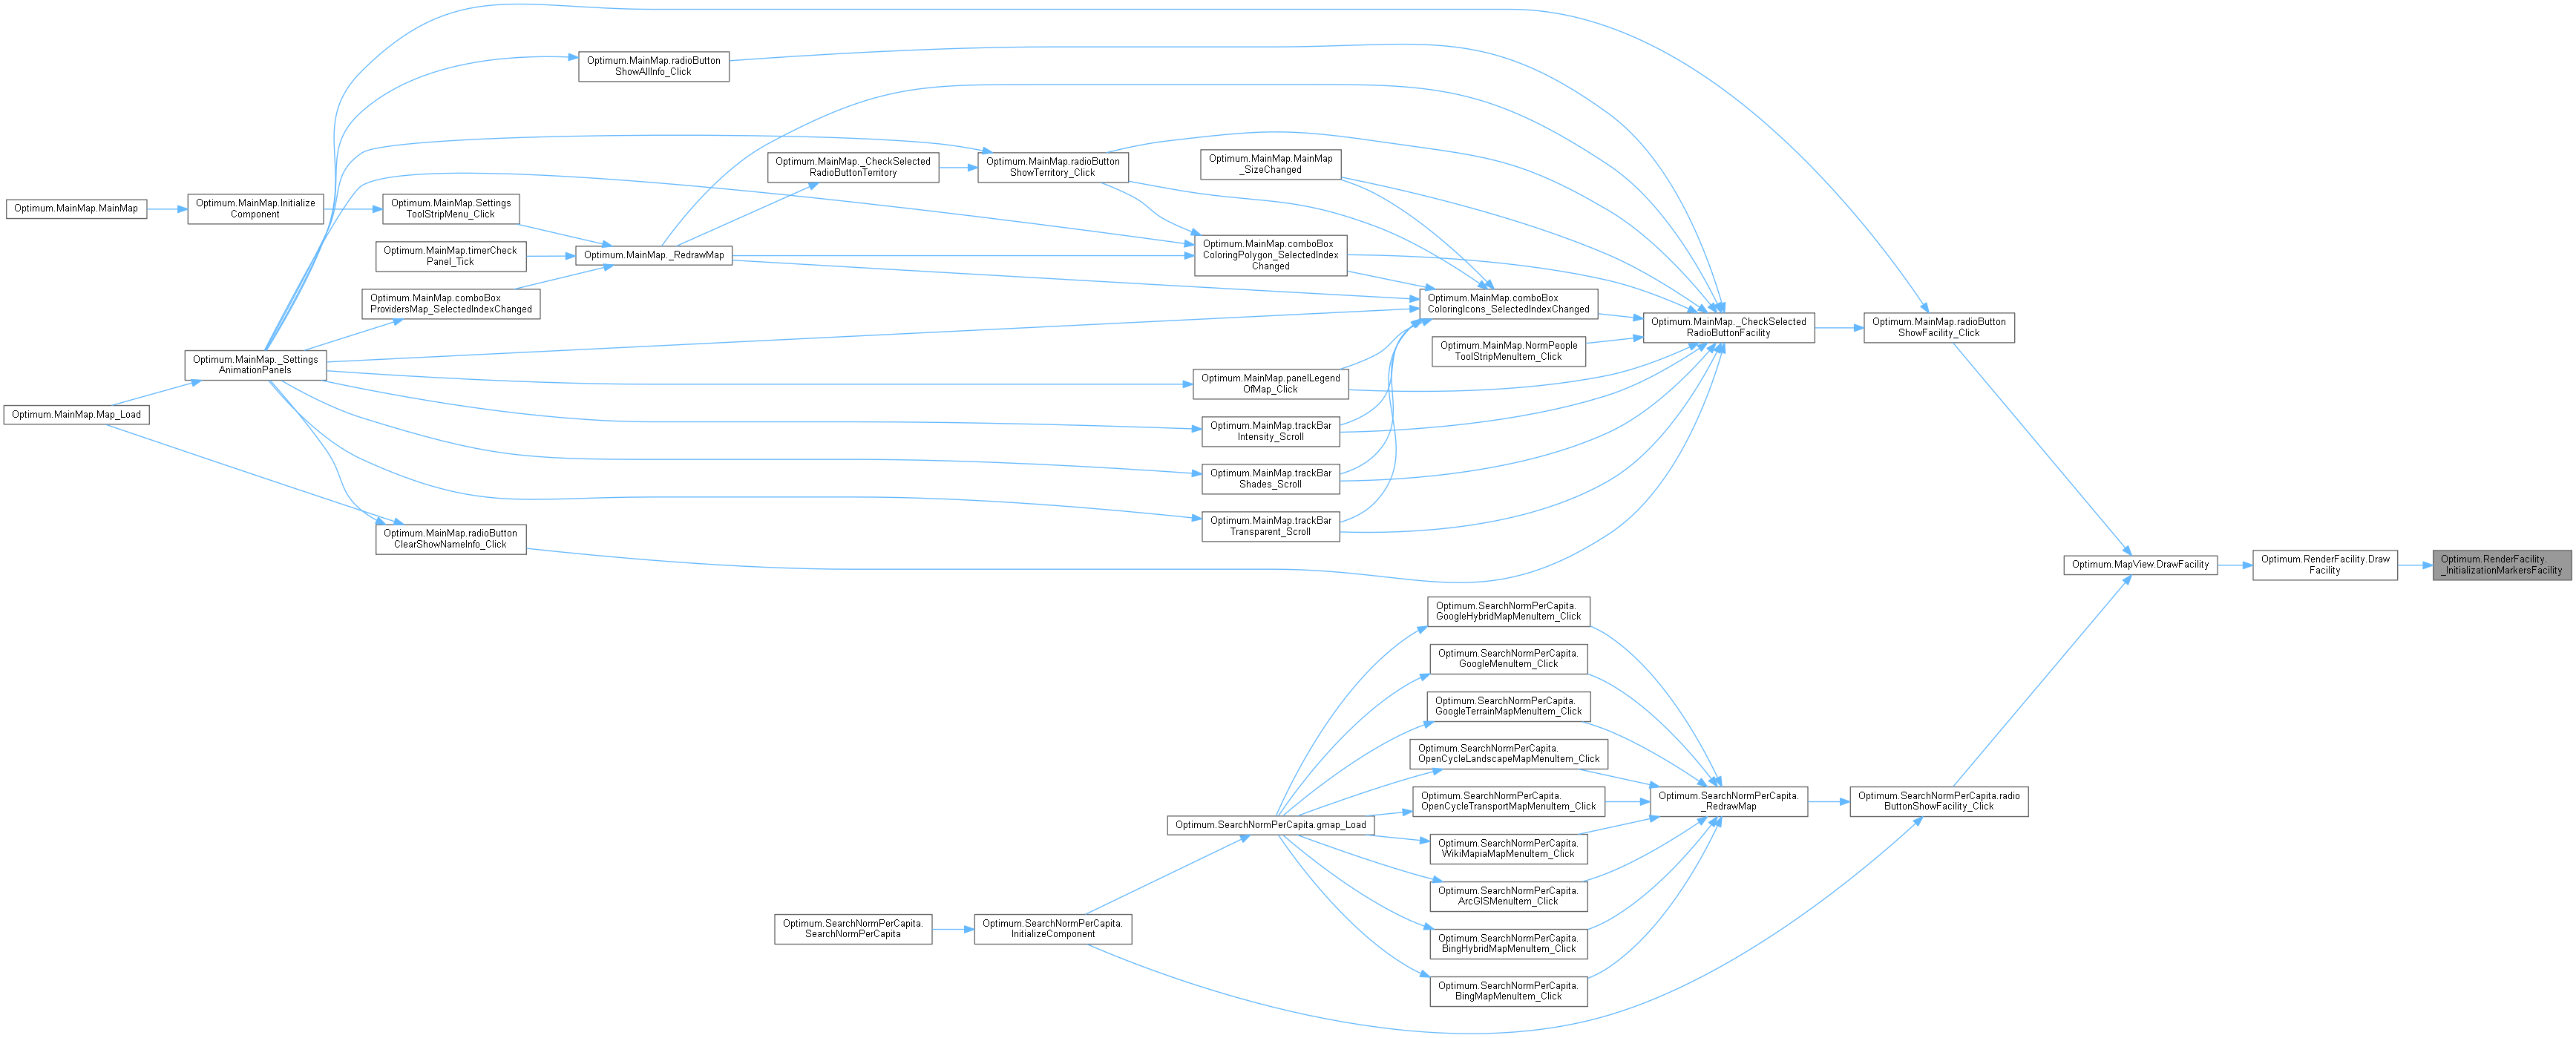 Optimum.MainMap.radioButton
ShowAllInfo_Click
Optimum.MainMap._CheckSelected
RadioButtonTerritory
Optimum.MainMap.radioButton
ShowTerritory_Click
Optimum.MainMap.MainMap
_SizeChanged
Optimum.MainMap.MainMap
Optimum.MainMap.Initialize
Component
Optimum.MainMap.Settings
ToolStripMenu_Click
Optimum.MainMap.timerCheck
Panel_Tick
Optimum.MainMap._RedrawMap
Optimum.MainMap.comboBox
ColoringPolygon_SelectedIndex
Changed
Optimum.MainMap.comboBox
ProvidersMap_SelectedIndexChanged
Optimum.MainMap.comboBox
ColoringIcons_SelectedIndexChanged
Optimum.MainMap._CheckSelected
RadioButtonFacility
Optimum.MainMap.radioButton
ShowFacility_Click
Optimum.MainMap._Settings
AnimationPanels
Optimum.MainMap.NormPeople
ToolStripMenuItem_Click
Optimum.MainMap.panelLegend
OfMap_Click
Optimum.MainMap.Map_Load
Optimum.MainMap.trackBar
Intensity_Scroll
Optimum.MainMap.trackBar
Shades_Scroll
Optimum.MainMap.trackBar
Transparent_Scroll
Optimum.MainMap.radioButton
ClearShowNameInfo_Click
Optimum.MapView.DrawFacility
Optimum.RenderFacility.Draw
Facility
Optimum.RenderFacility.
_InitializationMarkersFacility
Optimum.SearchNormPerCapita.
GoogleHybridMapMenuItem_Click
Optimum.SearchNormPerCapita.
GoogleMenuItem_Click
Optimum.SearchNormPerCapita.
GoogleTerrainMapMenuItem_Click
Optimum.SearchNormPerCapita.
OpenCycleLandscapeMapMenuItem_Click
Optimum.SearchNormPerCapita.
OpenCycleTransportMapMenuItem_Click
Optimum.SearchNormPerCapita.
_RedrawMap
Optimum.SearchNormPerCapita.radio
ButtonShowFacility_Click
Optimum.SearchNormPerCapita.gmap_Load
Optimum.SearchNormPerCapita.
WikiMapiaMapMenuItem_Click
Optimum.SearchNormPerCapita.
ArcGISMenuItem_Click
Optimum.SearchNormPerCapita.
SearchNormPerCapita
Optimum.SearchNormPerCapita.
InitializeComponent
Optimum.SearchNormPerCapita.
BingHybridMapMenuItem_Click
Optimum.SearchNormPerCapita.
BingMapMenuItem_Click